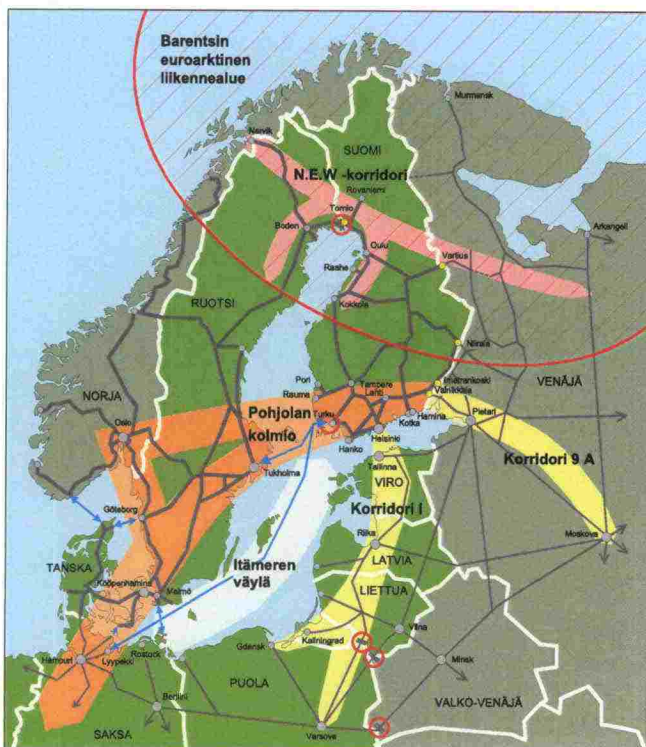 Barentsin
euroarktinen
liikennealue
Murmansk
Narvik
SUOMI
N.E.W -korridori
Rovaniemi
Tornio
Arkangeli
Boden
Oulu
Vartius
Raahe
RUOTSI
Kokkola
Niirala
NORJA
Pori
Rauma
Tampere
Lahti
Imatrankoski
Vainikkala
VENÄJÄ
Oslo
Pohjolan
kolmio
Turku
Kotka
Hamina
Pietari
Hanko
Helsinki
Tukholma
Tallinna
Korridori 9 A
VIRO
Göteborg
Korridori I
Moskova
Riika
TANSKA
Itämeren
väylä
LATVIA
Kööpenhamina
Malmö
LIETTUA
Kaliningrad
Vilna
Hampuri
Lyypekki
Rostock
Gdansk
Minsk
Berliini
PUOLA
VALKO-VENÄJÄ
SAKSA
Varsova